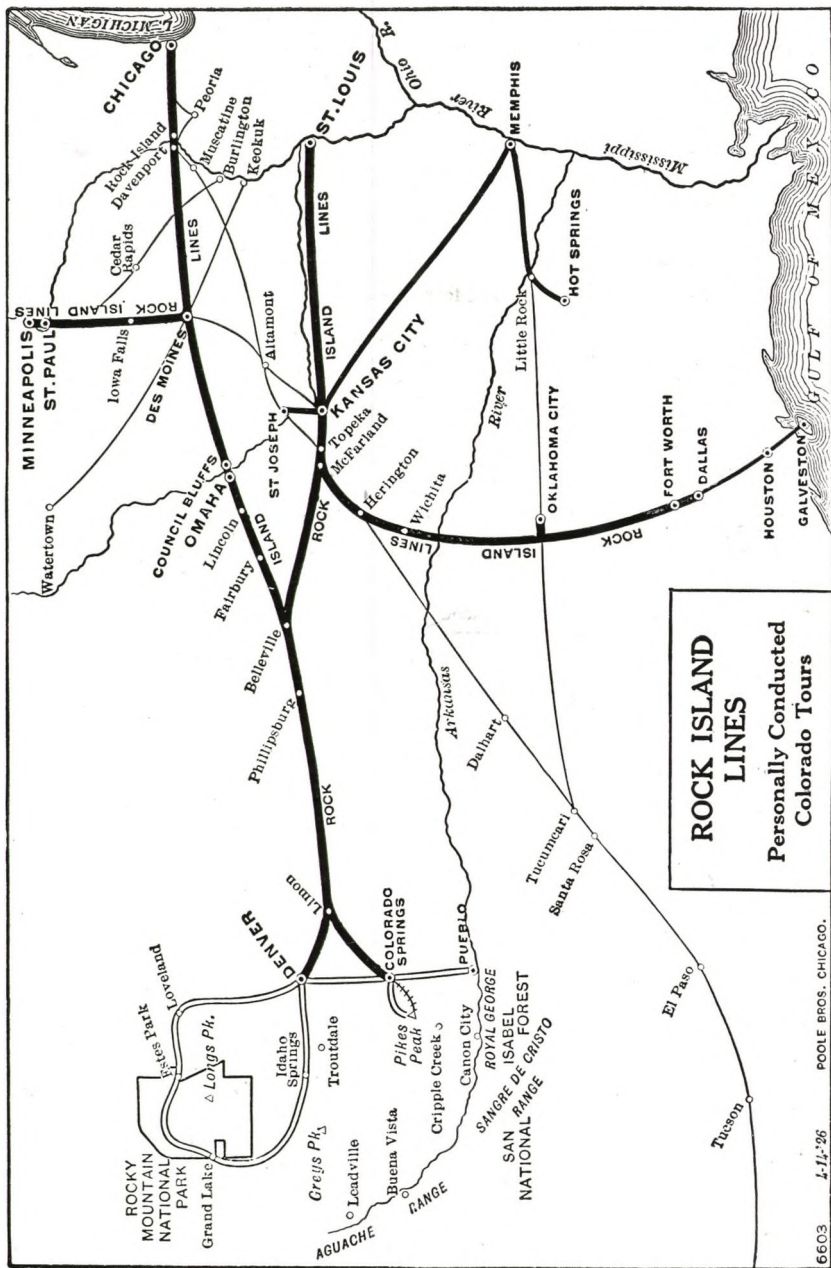 L. MICHIGAN
CHICAGO
Peoria
Rock Island
Davenport
Muscatine
Burlington
Keokuk
Cedar
Rapids
LINES
MINNEAPOLIS
ST. PAUL
ROCK ISLAND LINES
Iowa Falls
DES MOINES
Watertown
Altamont
ST. LOUIS
Ohio R.
LINES
ISLAND
KANSAS CITY
ST JOSEPH
Topeka
McFarland
COUNCIL BLUFFS
OMAHA
Lincoln
Fairbury
ISLAND
ROCK
Belleville
Phillipsburg
ROCK
Limon
DENVER
COLORADO
SPRINGS
PUEBLO
Loveland
Estes Park
Longs Pk.
ROCKY
MOUNTAIN
NATIONAL
PARK
Grand Lake
Idaho
Springs
Troutdale
Greys Pk.
Leadville
Buena Vista
Pikes
Peak
Cripple Creek
Canon City
ROYAL GEORGE
SAN ISABEL
NATIONAL FOREST
SANGRE DE CRISTO
RANGE
AGUACHE RANGE
Herington
Wichita
LINES
ISLAND
ROCK
Arkansas River
MEMPHIS
Mississippi River
Little Rock
HOT SPRINGS
OKLAHOMA CITY
FORT WORTH
DALLAS
HOUSTON
GALVESTON
GULF OF MEXICO
Dalhart
Tucumcari
Santa Rosa
El Paso
Tucson
ROCK ISLAND
LINES
Personally Conducted
Colorado Tours
6603 4-14-'26 POOLE BROS. CHICAGO.